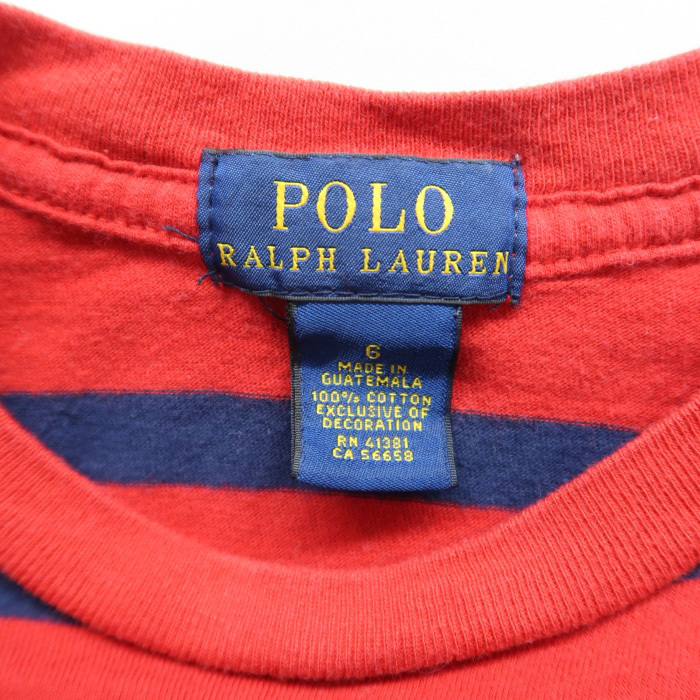 POLO
RALPH LAUREN
6
MADE IN
GUATEMALA
100% COTTON
EXCLUSIVE OF
DECORATION
RN 41381
CA 56658